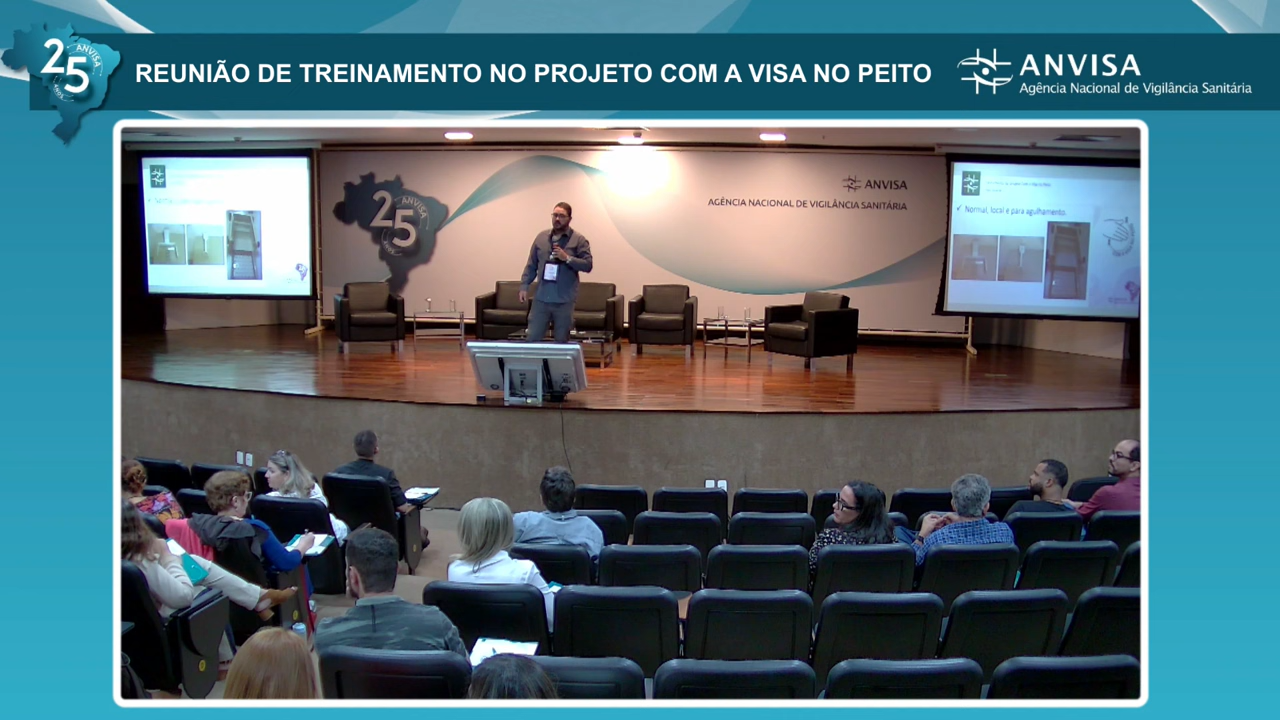 25
ANVISA
ANOS
REUNIÃO DE TREINAMENTO NO PROJETO COM A VISA NO PEITO
ANVISA
Agência Nacional de Vigilância Sanitária
25
ANVISA
ANVISA
AGÊNCIA NACIONAL DE VIGILÂNCIA SANITÁRIA
✓ Normal, local é para agulhamento.